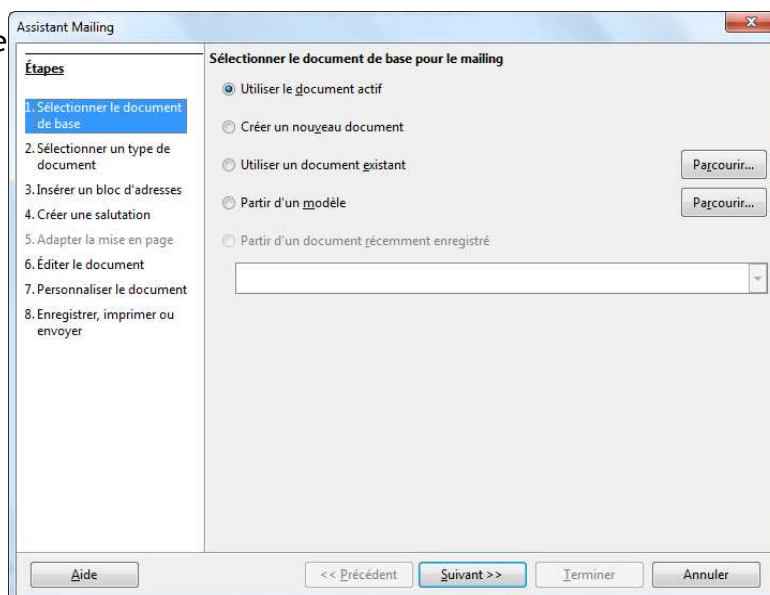 Assistant Mailing
e
Étapes
1. Sélectionner le document
de base
2. Sélectionner un type de
document
3. Insérer un bloc d'adresses
4. Créer une salutation
5. Adapter la mise en page
6. Éditer le document
7. Personnaliser le document
8. Enregistrer, imprimer ou
envoyer
Sélectionner le document de base pour le mailing
Utiliser le document actif
Créer un nouveau document
Utiliser un document existant
Parcourir...
Partir d'un modèle
Parcourir...
Partir d'un document récemment enregistré
Aide
<< Précédent
Suivant >>
Terminer
Annuler